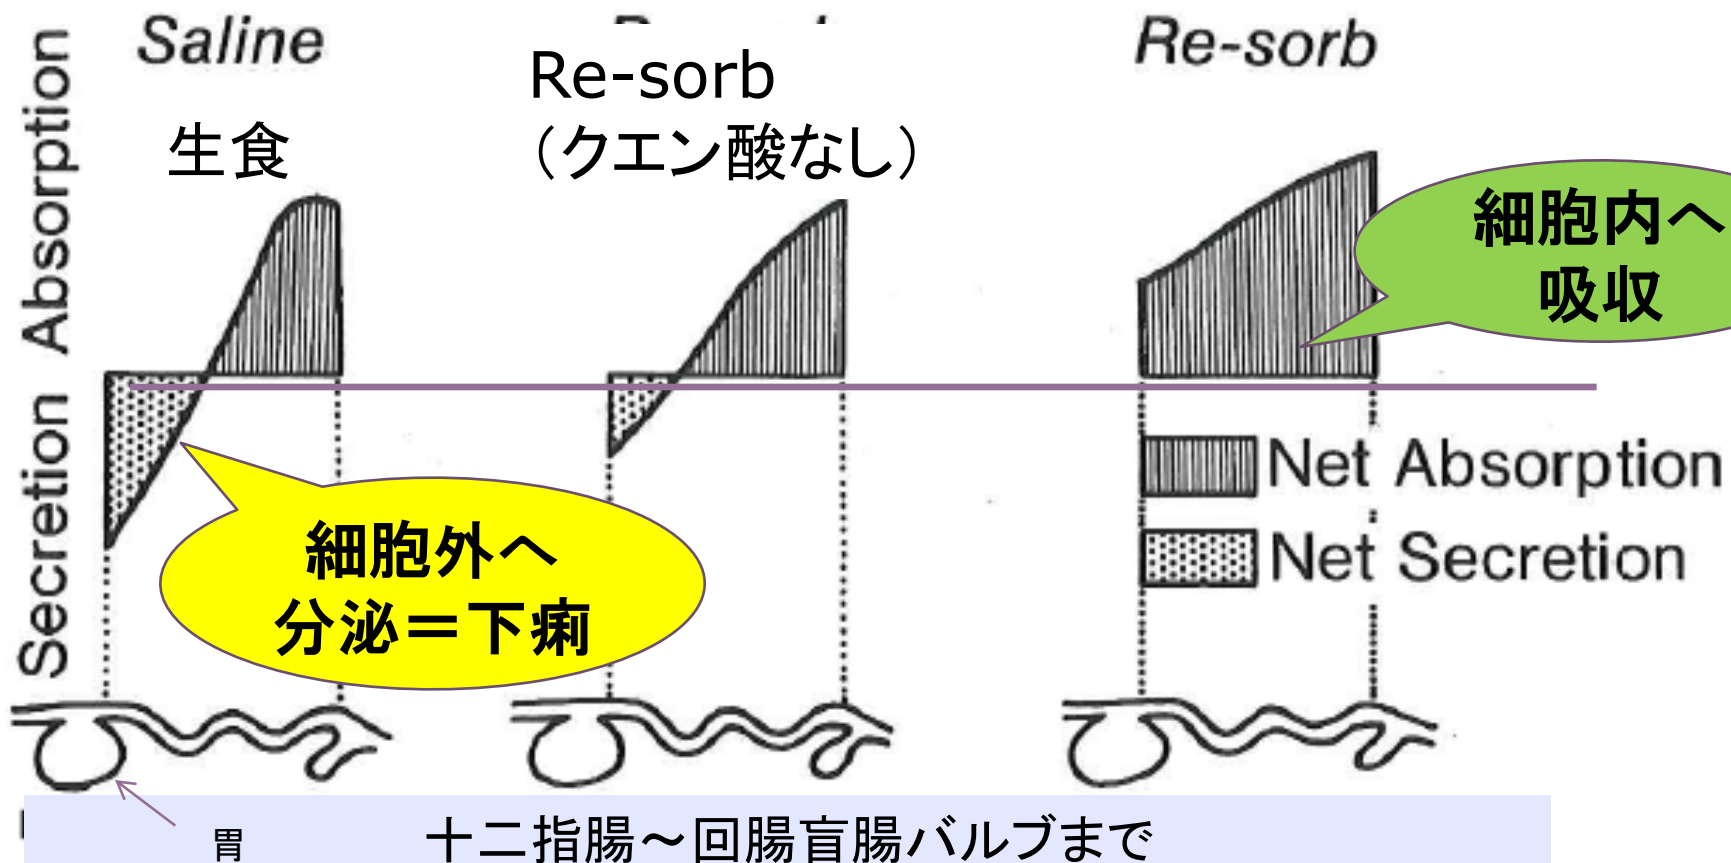 Saline
Re-sorb
生食
Re-sorb
（クエン酸なし）
Absorption
Secretion
細胞内へ
吸収
細胞外へ
分泌＝下痢
Net Absorption
Net Secretion
胃
十二指腸～回腸盲腸バルブまで